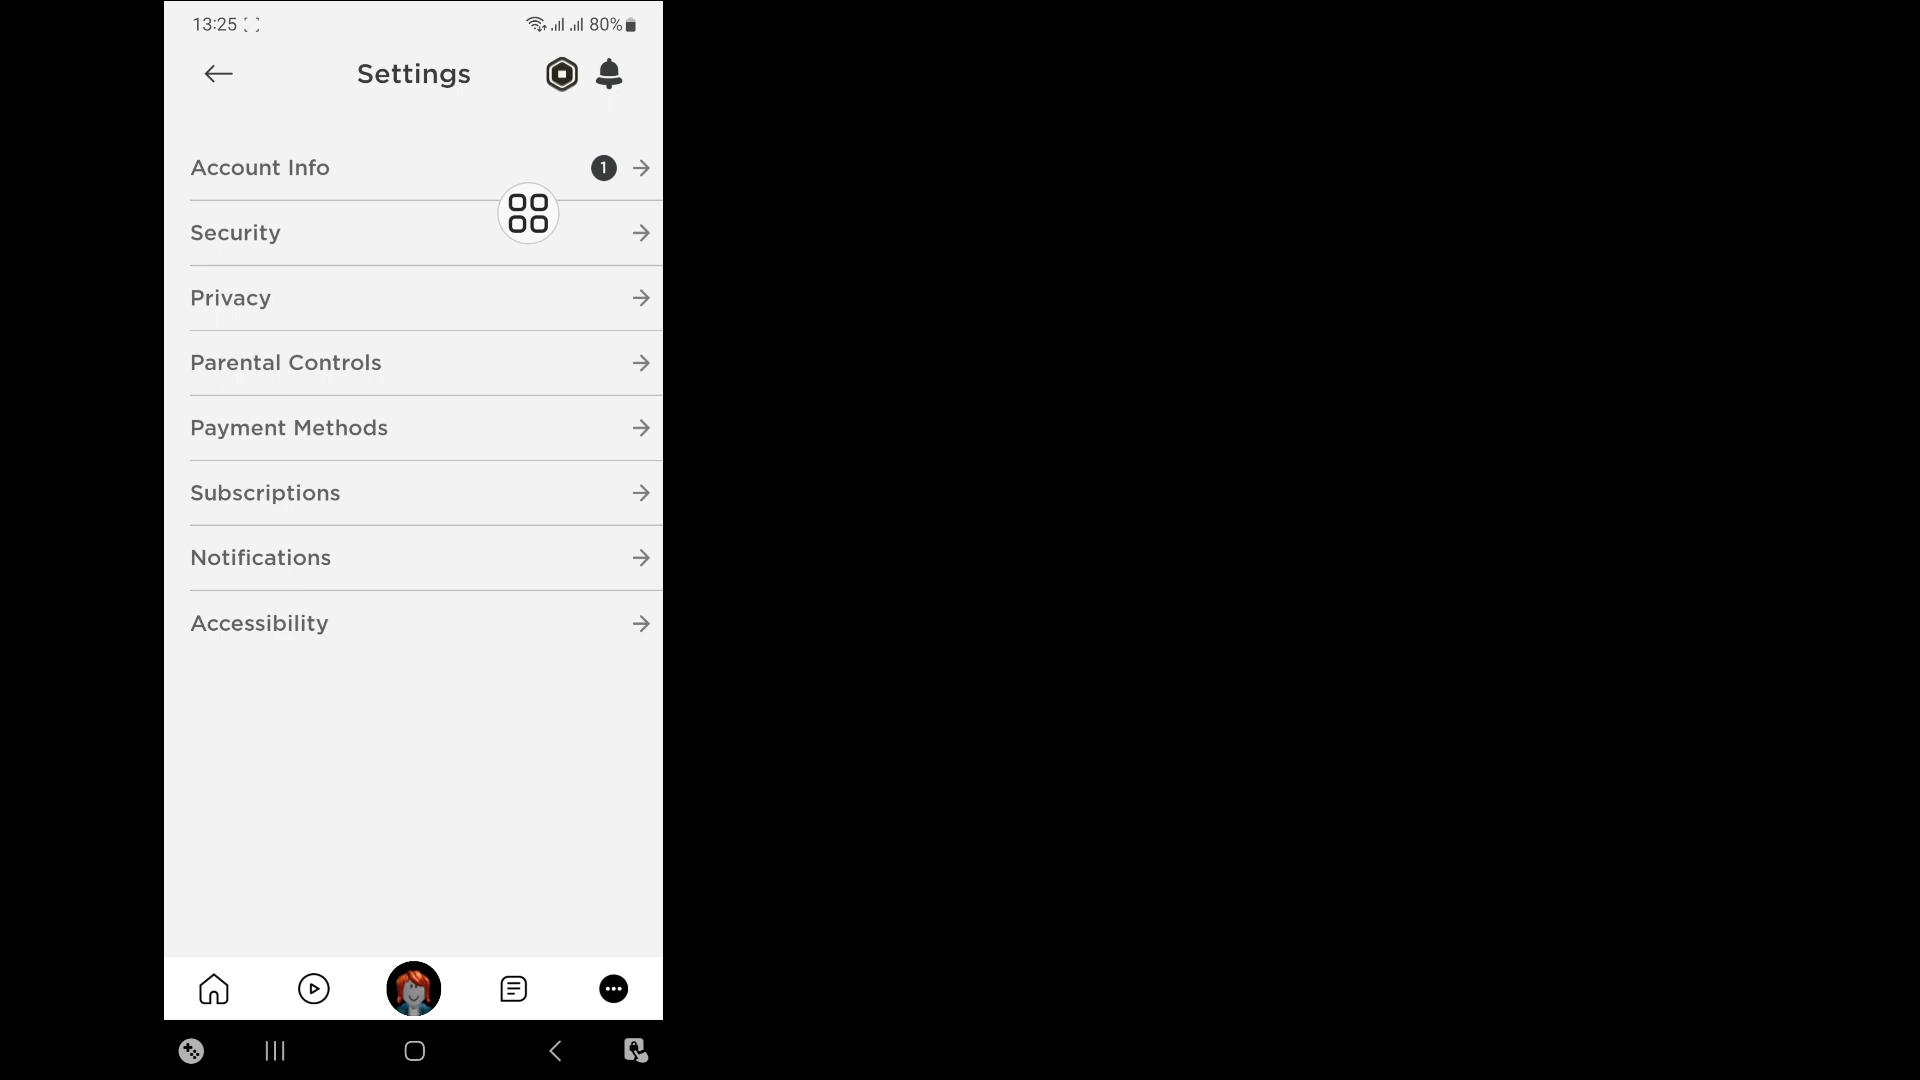 13:25 80%
Settings
Account Info 1
Security
Privacy
Parental Controls
Payment Methods
Subscriptions
Notifications
Accessibility